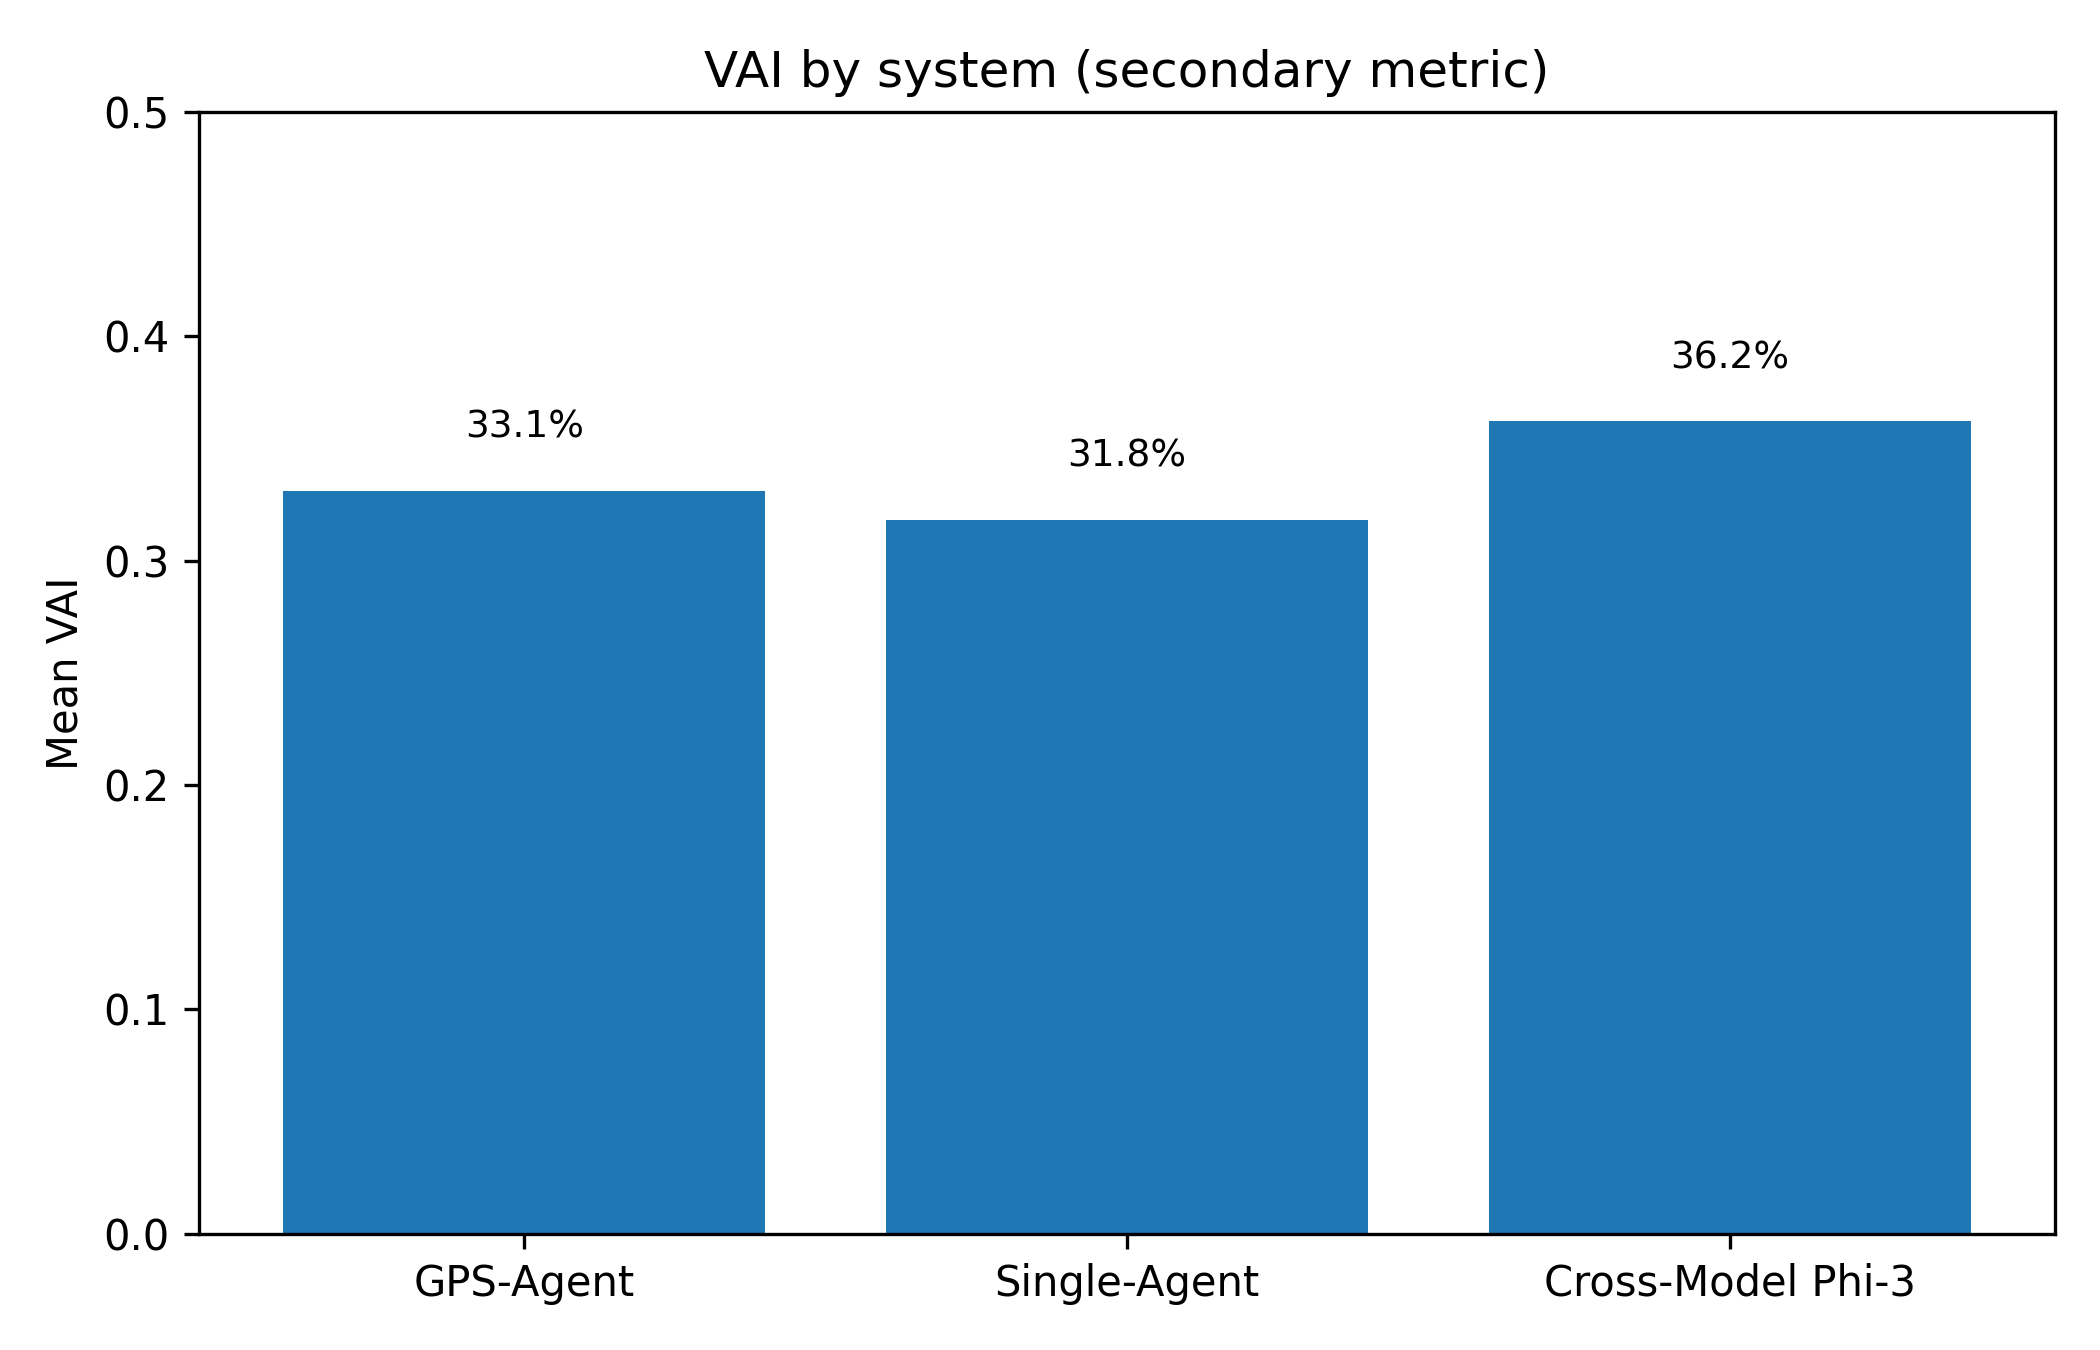 VAI by system (secondary metric)
0.5
0.4
0.3
0.2
0.1
0.0
Mean VAI
33.1%
31.8%
36.2%
GPS-Agent
Single-Agent
Cross-Model Phi-3